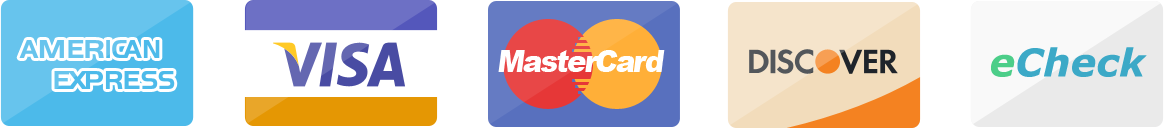 AMERICAN
EXPRESS
VISA
MasterCard
DISCOVER
eCheck